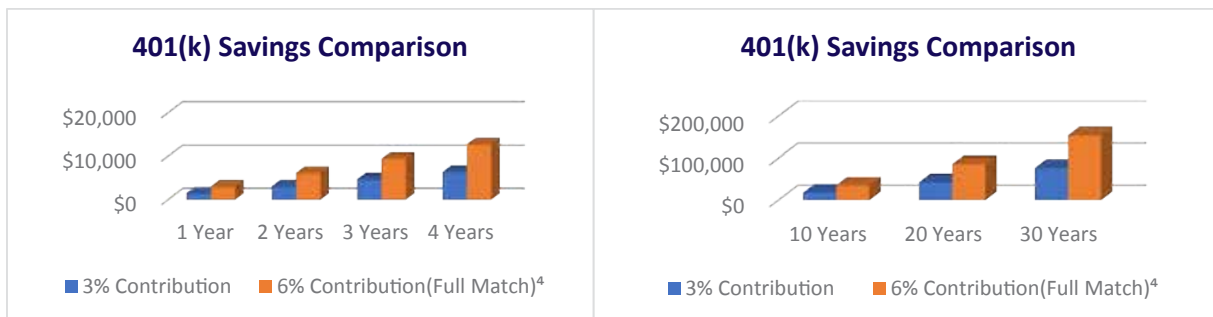 401(k) Savings Comparison
$20,000
$10,000
$0
1 Year 2 Years 3 Years 4 Years
3% Contribution 6% Contribution(Full Match)⁴
401(k) Savings Comparison
$200,000
$100,000
$0
10 Years 20 Years 30 Years
3% Contribution 6% Contribution(Full Match)⁴